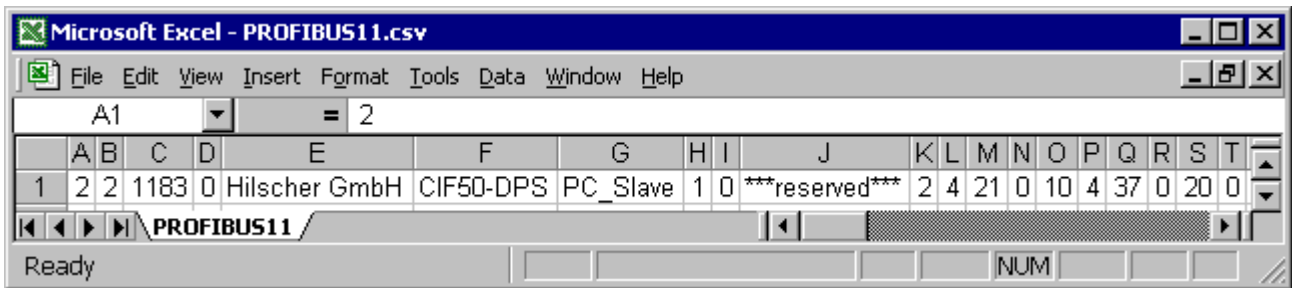 Microsoft Excel - PROFIBUS11.csv
File Edit View Insert Format Tools Data Window Help
A1 = 2
A B C D E F G H I J K L M N O P Q R S T
1 2 2 1183 0 Hilscher GmbH CIF50-DPS PC_Slave 1 0 ***reserved*** 2 4 21 0 10 4 37 0 20 0
PROFIBUS11
Ready NUM